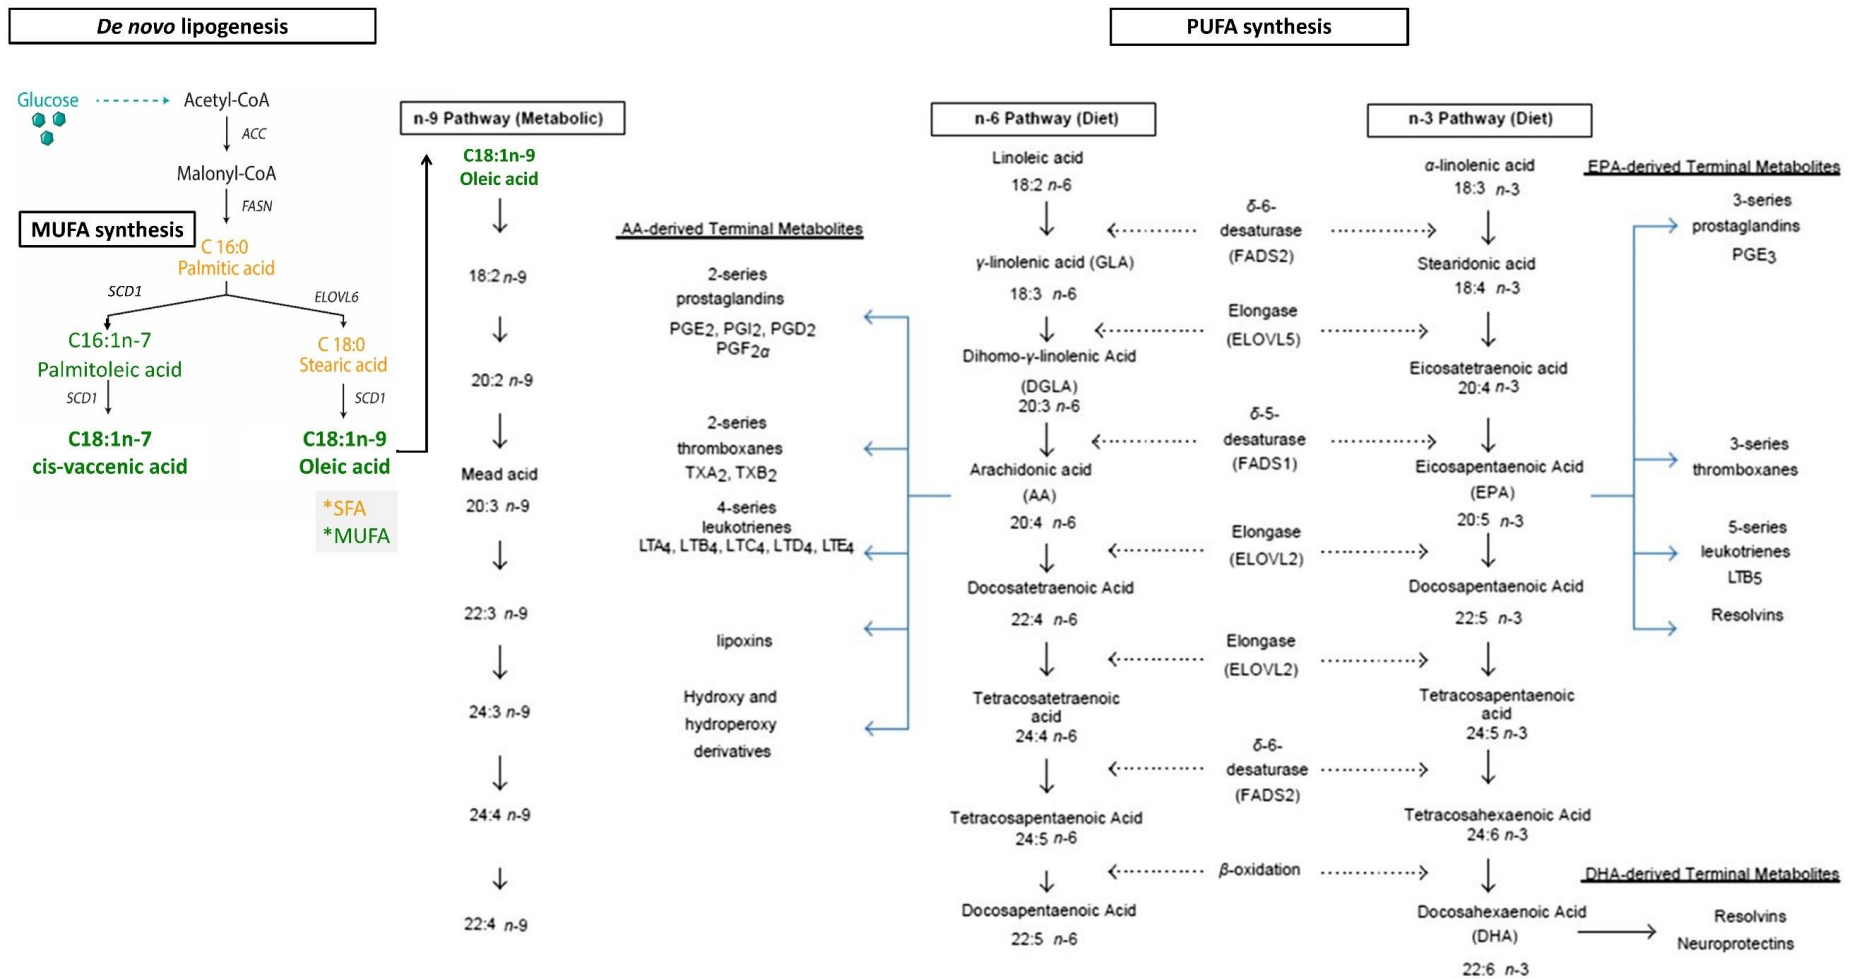 De novo lipogenesis
PUFA synthesis
Glucose
Acetyl-CoA
ACC
Malonyl-CoA
FASN
MUFA synthesis
C 16:0
Palmitic acid
SCD1
ELOVL6
C16:1n-7
Palmitoleic acid
C 18:0
Stearic acid
SCD1
SCD1
C18:1n-7
cis-vaccenic acid
C18:1n-9
Oleic acid
*SFA
*MUFA
n-9 Pathway (Metabolic)
C18:1n-9
Oleic acid
18:2 n-9
20:2 n-9
Mead acid
20:3 n-9
22:3 n-9
24:3 n-9
24:4 n-9
22:4 n-9
AA-derived Terminal Metabolites
2-series
prostaglandins
PGE2, PGI2, PGD2
PGF2α
2-series
thromboxanes
TXA2, TXB2
4-series
leukotrienes
LTA4, LTB4, LTC4, LTD4, LTE4
lipoxins
Hydroxy and
hydroperoxy
derivatives
n-6 Pathway (Diet)
Linoleic acid
18:2 n-6
γ-linolenic acid (GLA)
18:3 n-6
Dihomo-γ-linolenic Acid
(DGLA)
20:3 n-6
Arachidonic acid
(AA)
20:4 n-6
Docosatetraenoic Acid
22:4 n-6
Tetracosatetraenoic
acid
24:4 n-6
Tetracosapentaenoic Acid
24:5 n-6
Docosapentaenoic Acid
22:5 n-6
δ-6-
desaturase
(FADS2)
Elongase
(ELOVL5)
δ-5-
desaturase
(FADS1)
Elongase
(ELOVL2)
Elongase
(ELOVL2)
δ-6-
desaturase
(FADS2)
β-oxidation
n-3 Pathway (Diet)
α-linolenic acid
18:3 n-3
Stearidonic acid
18:4 n-3
Eicosatetraenoic acid
20:4 n-3
Eicosapentaenoic Acid
(EPA)
20:5 n-3
Docosapentaenoic Acid
22:5 n-3
Tetracosapentaenoic
acid
24:5 n-3
Tetracosahexaenoic Acid
24:6 n-3
Docosahexaenoic Acid
(DHA)
22:6 n-3
EPA-derived Terminal Metabolites
3-series
prostaglandins
PGE3
3-series
thromboxanes
5-series
leukotrienes
LTB5
Resolvins
DHA-derived Terminal Metabolites
Resolvins
Neuroprotectins